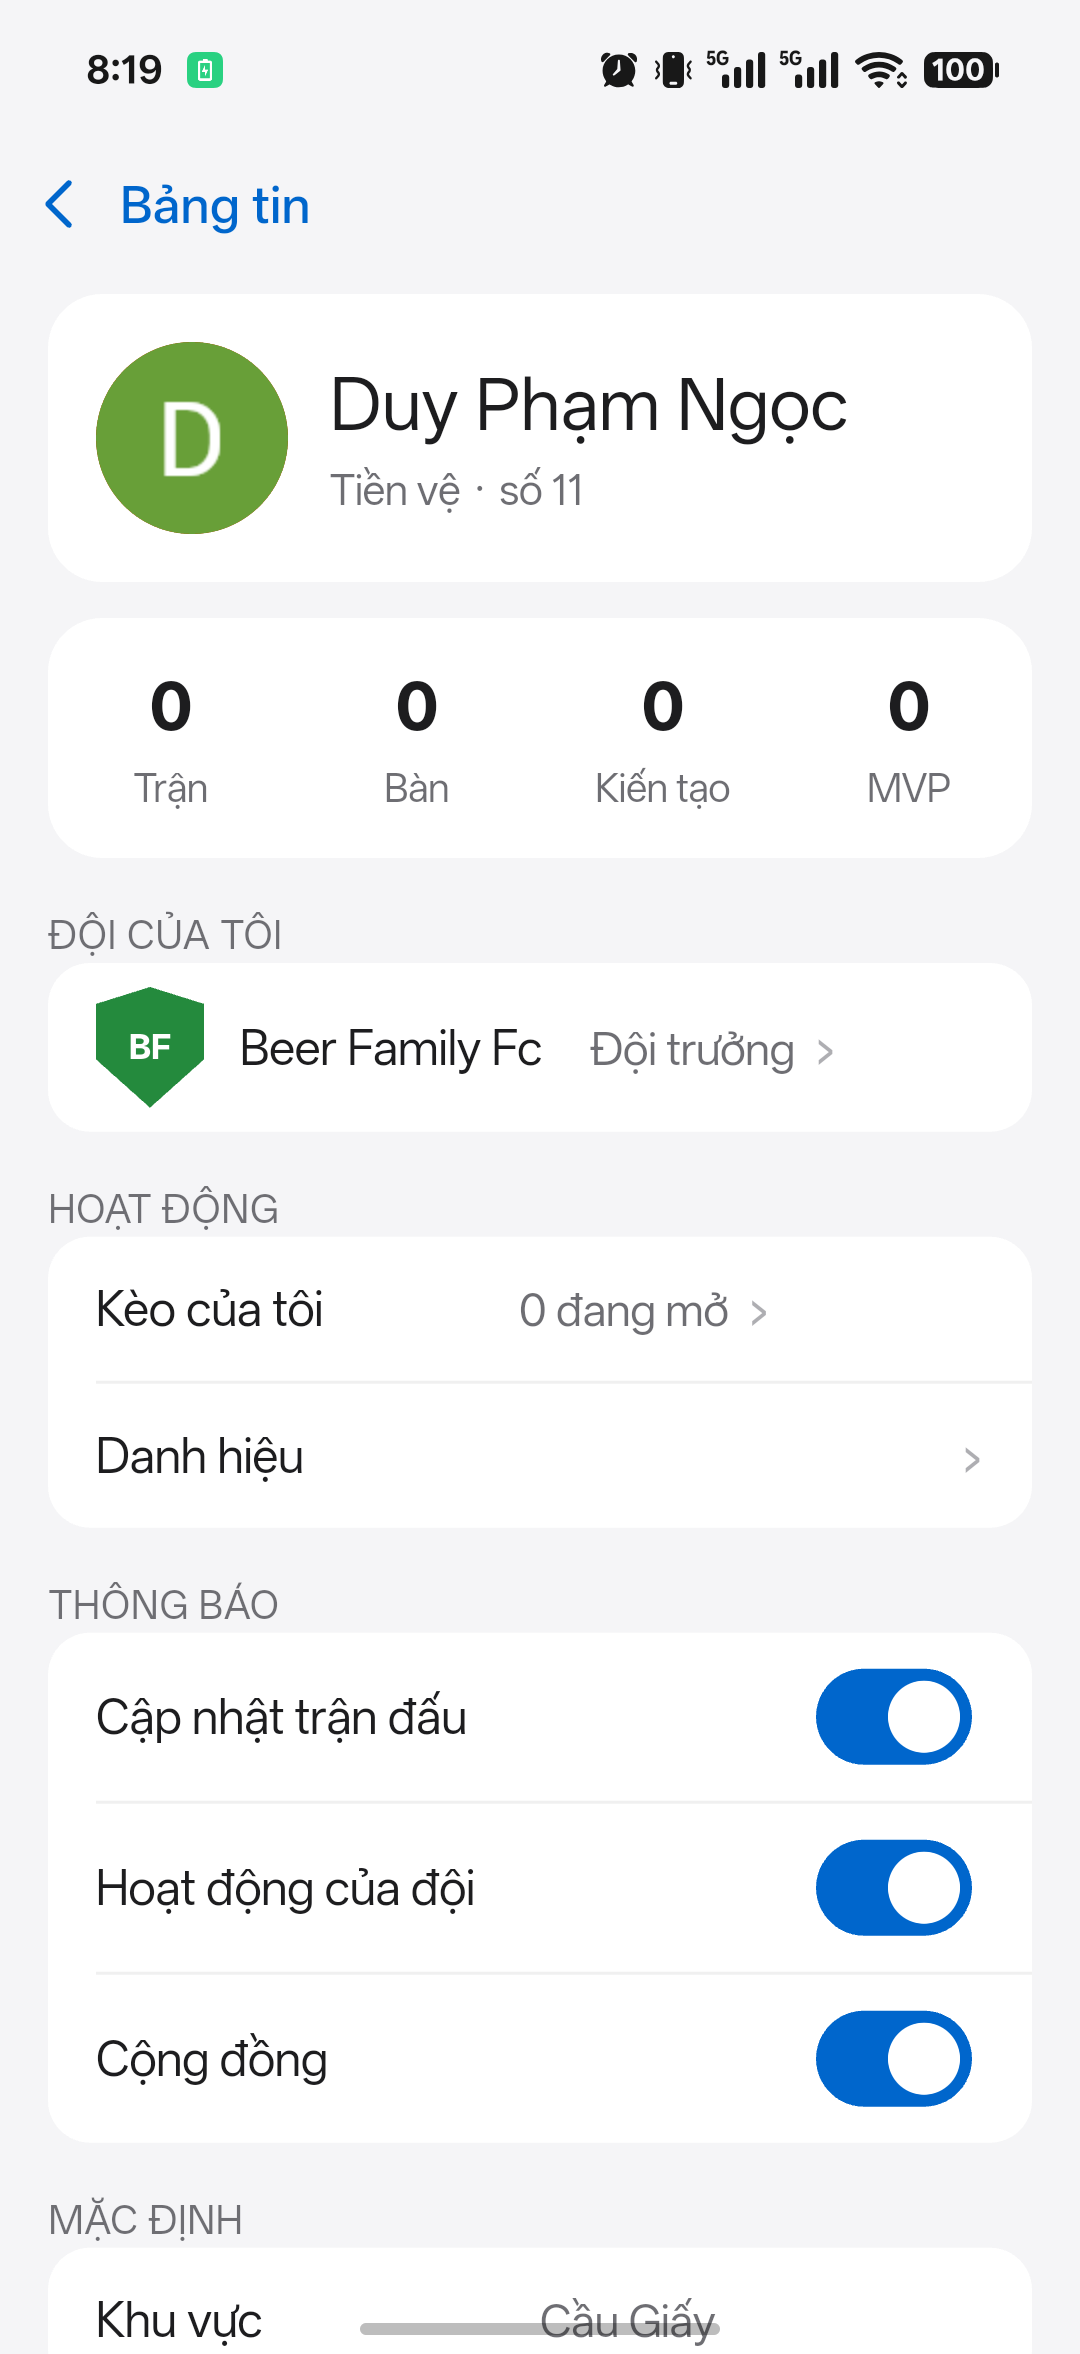 8:19
5G 5G 100
Bảng tin
D
Duy Phạm Ngọc
Tiền vệ · số 11
0 0 0 0
Trận Bàn Kiến tạo MVP
ĐỘI CỦA TÔI
BF Beer Family Fc Đội trưởng
HOẠT ĐỘNG
Kèo của tôi 0 đang mở
Danh hiệu
THÔNG BÁO
Cập nhật trận đấu
Hoạt động của đội
Cộng đồng
MẶC ĐỊNH
Khu vực Cầu Giấy